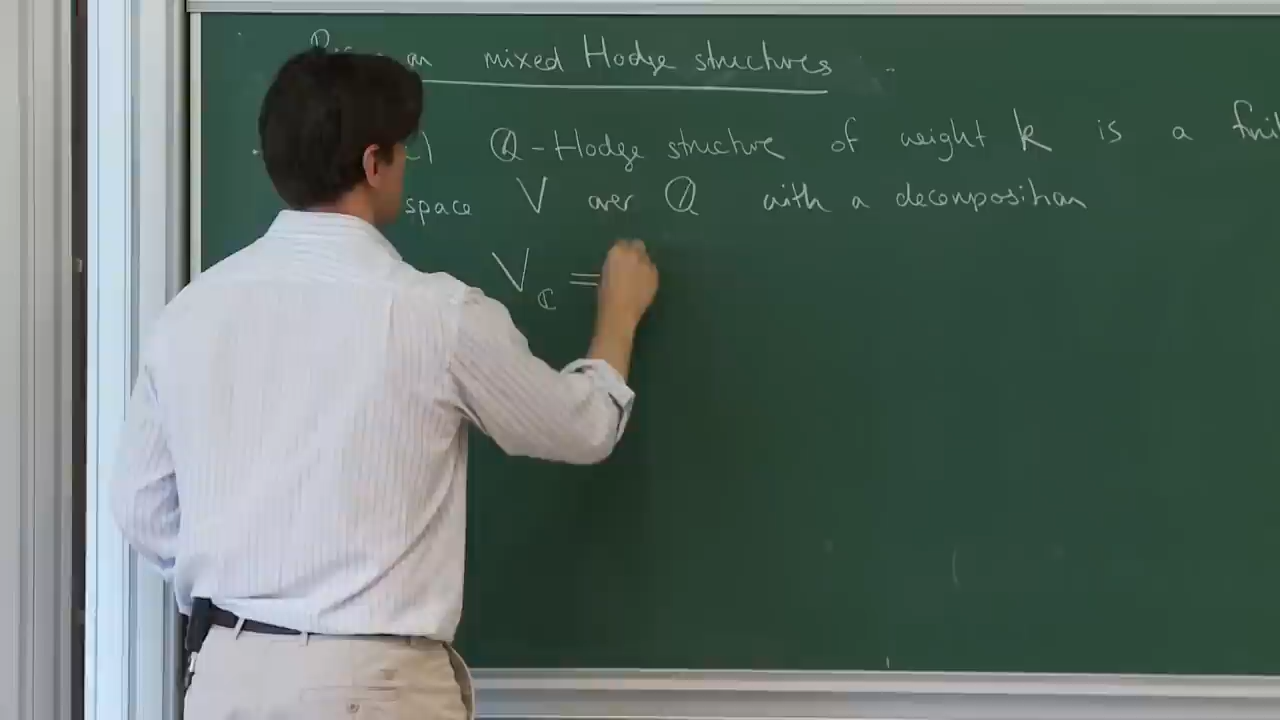 mixed Hodge structures
Q-Hodge structure of weight k is a
space V over Q with a decomposition
V_C =